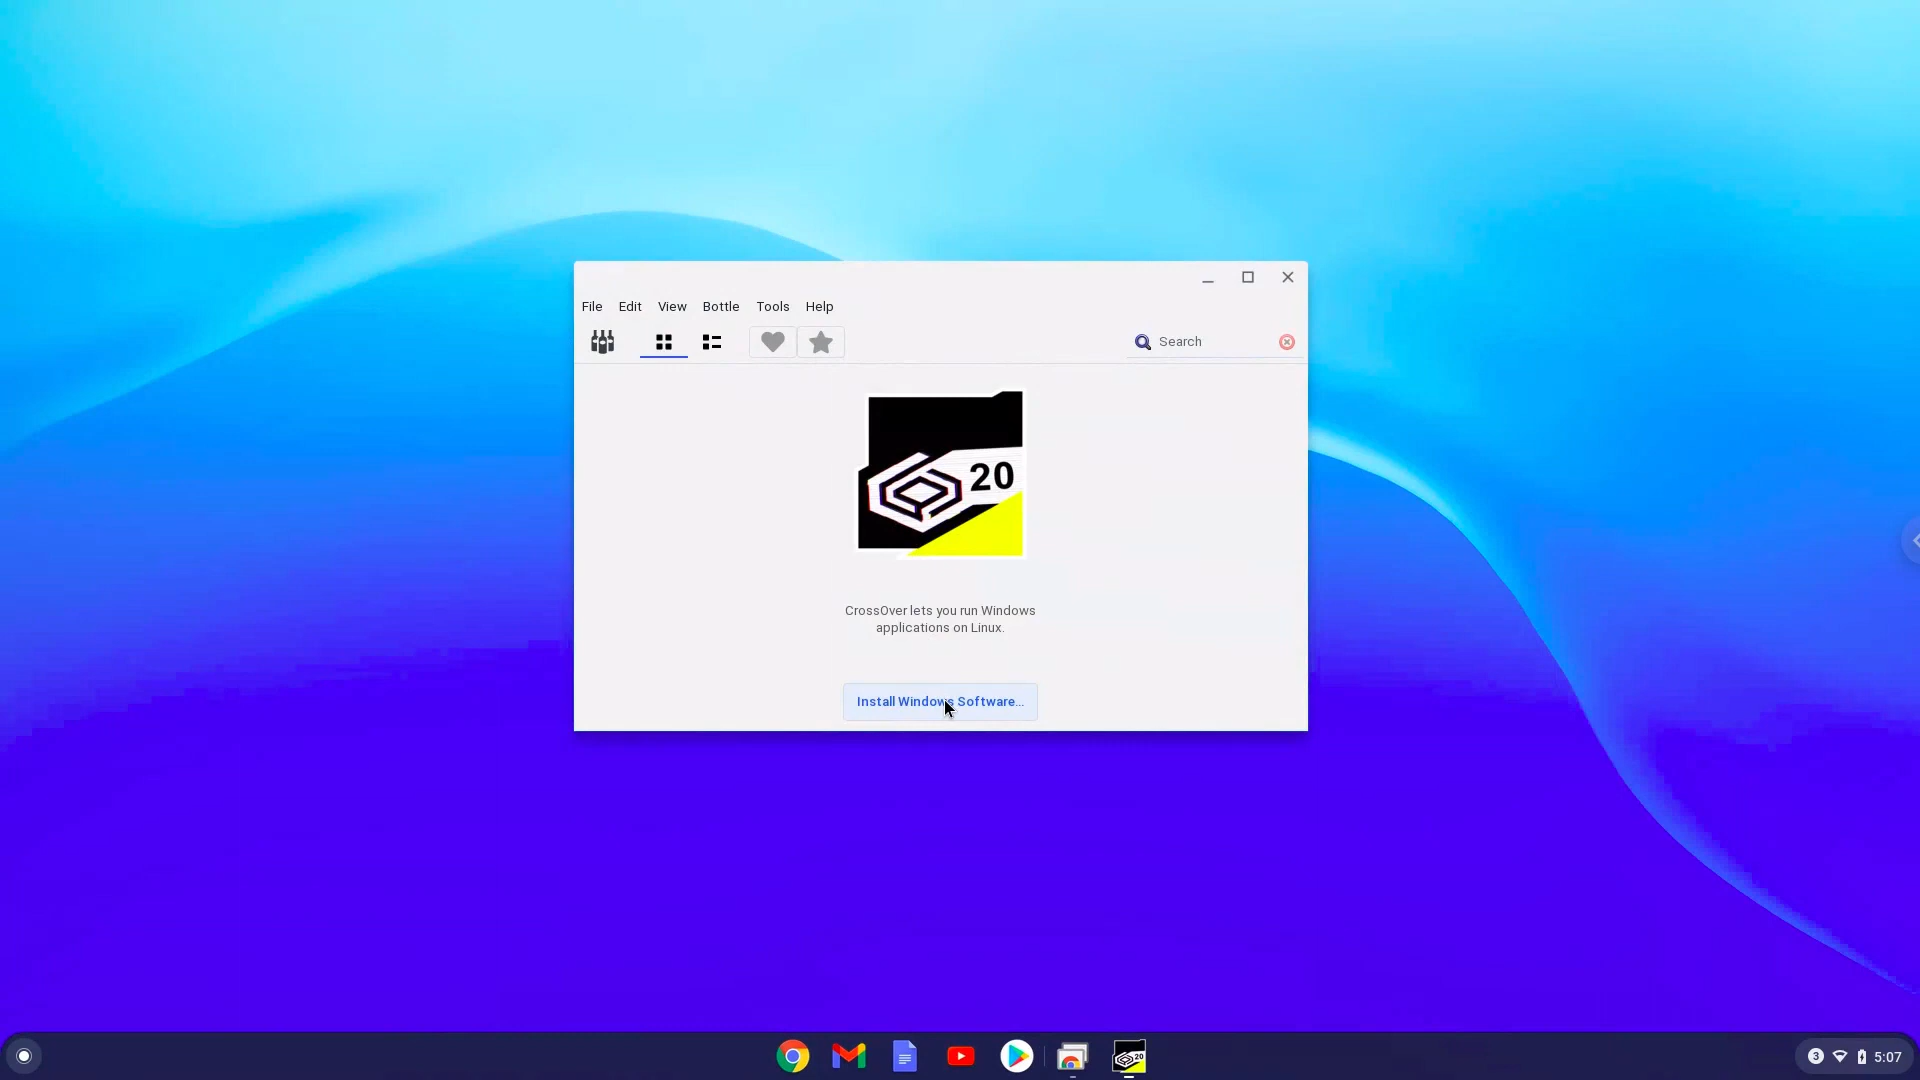 File Edit View Bottle Tools Help
Search
20
CrossOver lets you run Windows
applications on Linux.
Install Windows Software...
20
3 5:07